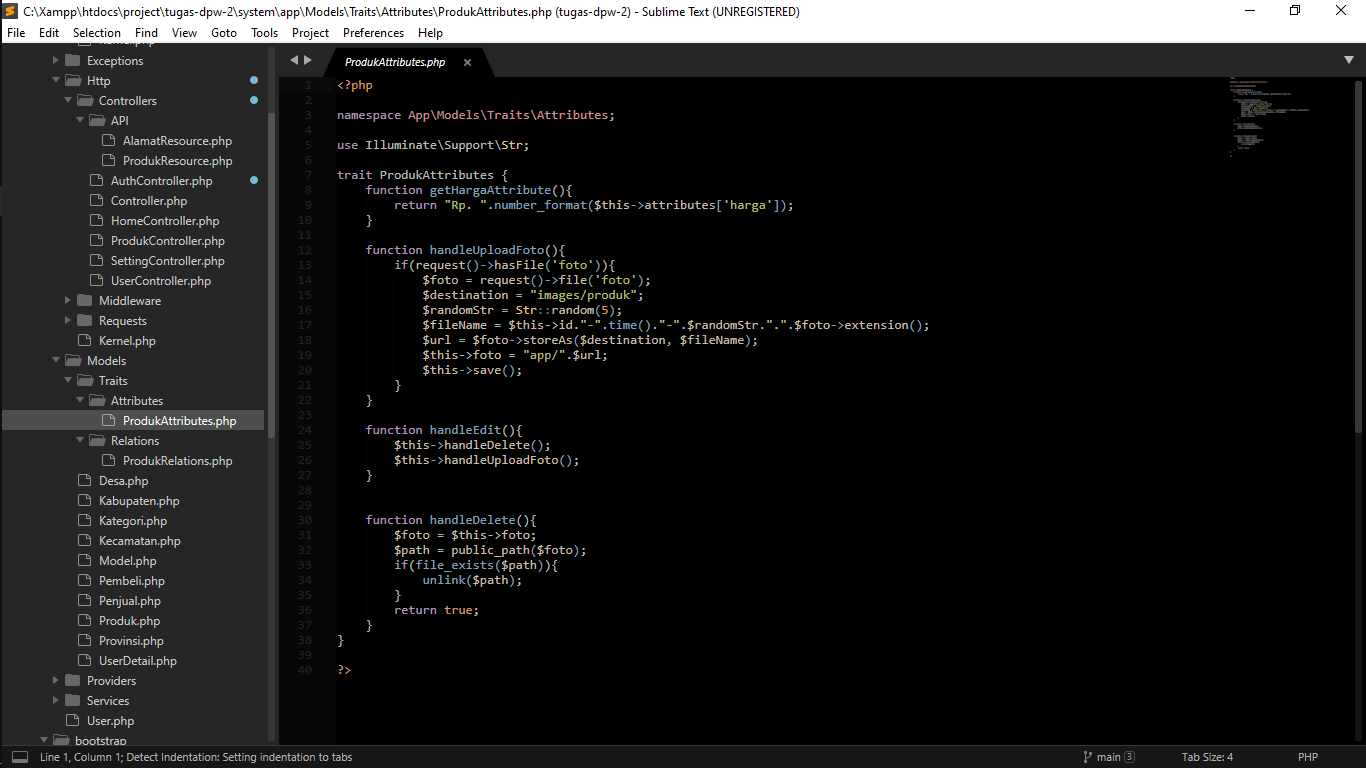 C:\Xampp\htdocs\project\tugas-dpw-2\system\app\Models\Traits\Attributes\ProdukAttributes.php (tugas-dpw-2) - Sublime Text (UNREGISTERED)
File Edit Selection Find View Goto Tools Project Preferences Help
Kernel.php
Exceptions
Http
Controllers
API
AlamatResource.php
ProdukResource.php
AuthController.php
Controller.php
HomeController.php
ProdukController.php
SettingController.php
UserController.php
Middleware
Requests
Kernel.php
Models
Traits
Attributes
ProdukAttributes.php
Relations
ProdukRelations.php
Desa.php
Kabupaten.php
Kategori.php
Kecamatan.php
Model.php
Pembeli.php
Penjual.php
Produk.php
Provinsi.php
UserDetail.php
Providers
Services
User.php
bootstrap
ProdukAttributes.php
1 <?php
2
3 namespace App\Models\Traits\Attributes;
4
5 use Illuminate\Support\Str;
6
7 trait ProdukAttributes {
8 function getHargaAttribute(){
9 return "Rp. ".number_format($this->attributes['harga']);
10 }
11
12 function handleUploadFoto(){
13 if(request()->hasFile('foto')){
14 $foto = request()->file('foto');
15 $destination = "images/produk";
16 $randomStr = Str::random(5);
17 $fileName = $this->id."-".time()."-".$randomStr.".".$foto->extension();
18 $url = $foto->storeAs($destination, $fileName);
19 $this->foto = "app/".$url;
20 $this->save();
21 }
22 }
23
24 function handleEdit(){
25 $this->handleDelete();
26 $this->handleUploadFoto();
27 }
28
29
30 function handleDelete(){
31 $foto = $this->foto;
32 $path = public_path($foto);
33 if(file_exists($path)){
34 unlink($path);
35 }
36 return true;
37 }
38 }
39
40 ?>
Line 1, Column 1; Detect Indentation: Setting indentation to tabs
main 3
Tab Size: 4
PHP